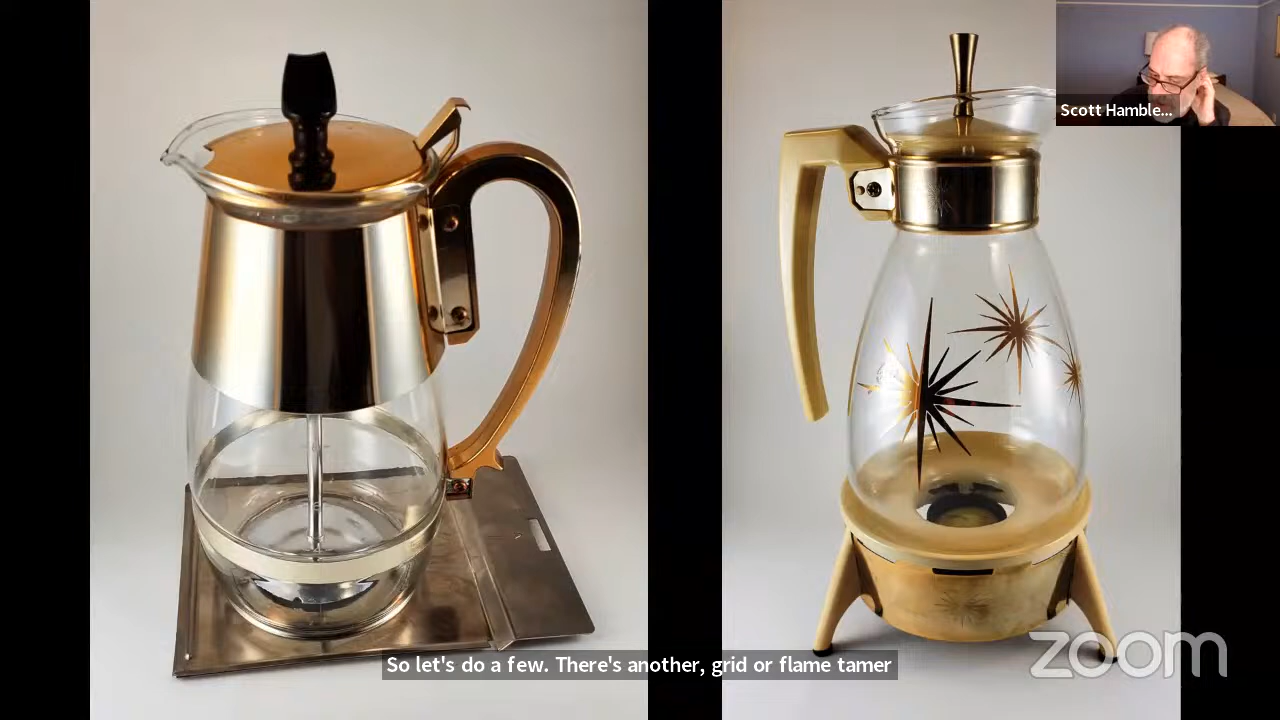 Scott Hamble...
So let's do a few. There's another, grid or flame tamer
zoom